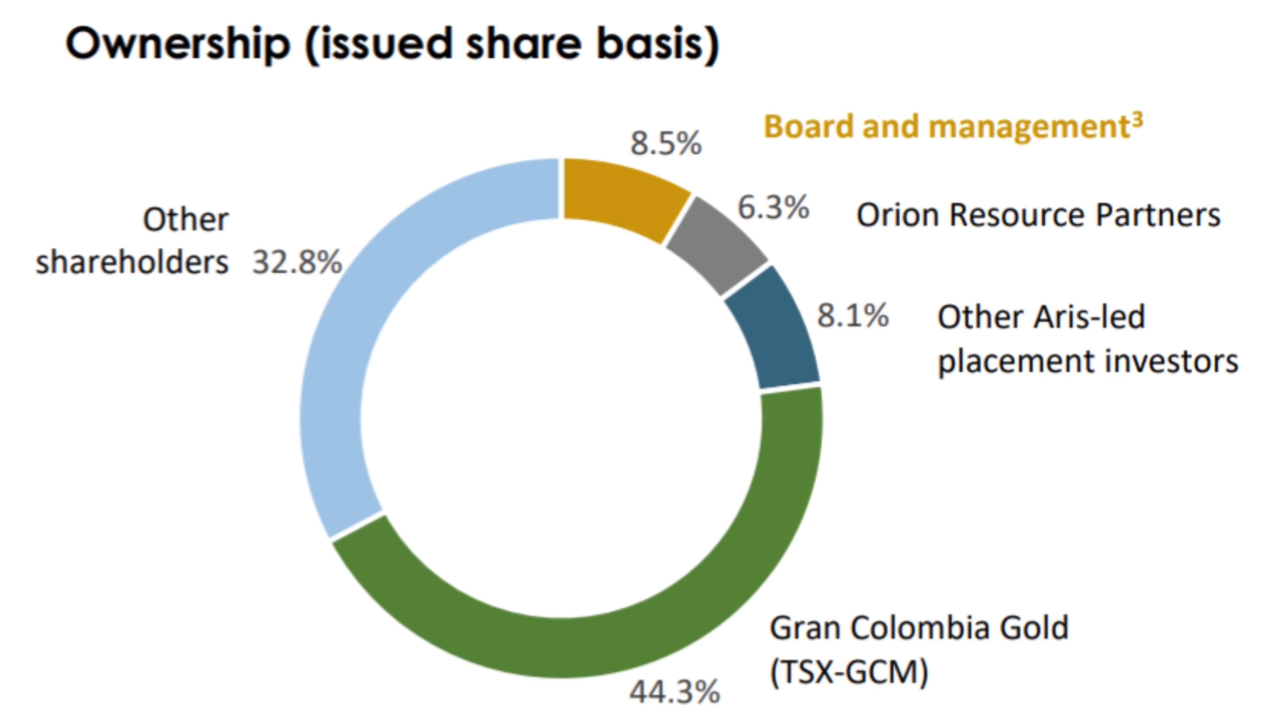 Ownership (issued share basis)
8.5%
Board and management³
6.3%
Orion Resource Partners
8.1%
Other Aris-led
placement investors
Gran Colombia Gold
(TSX-GCM)
44.3%
Other
shareholders 32.8%